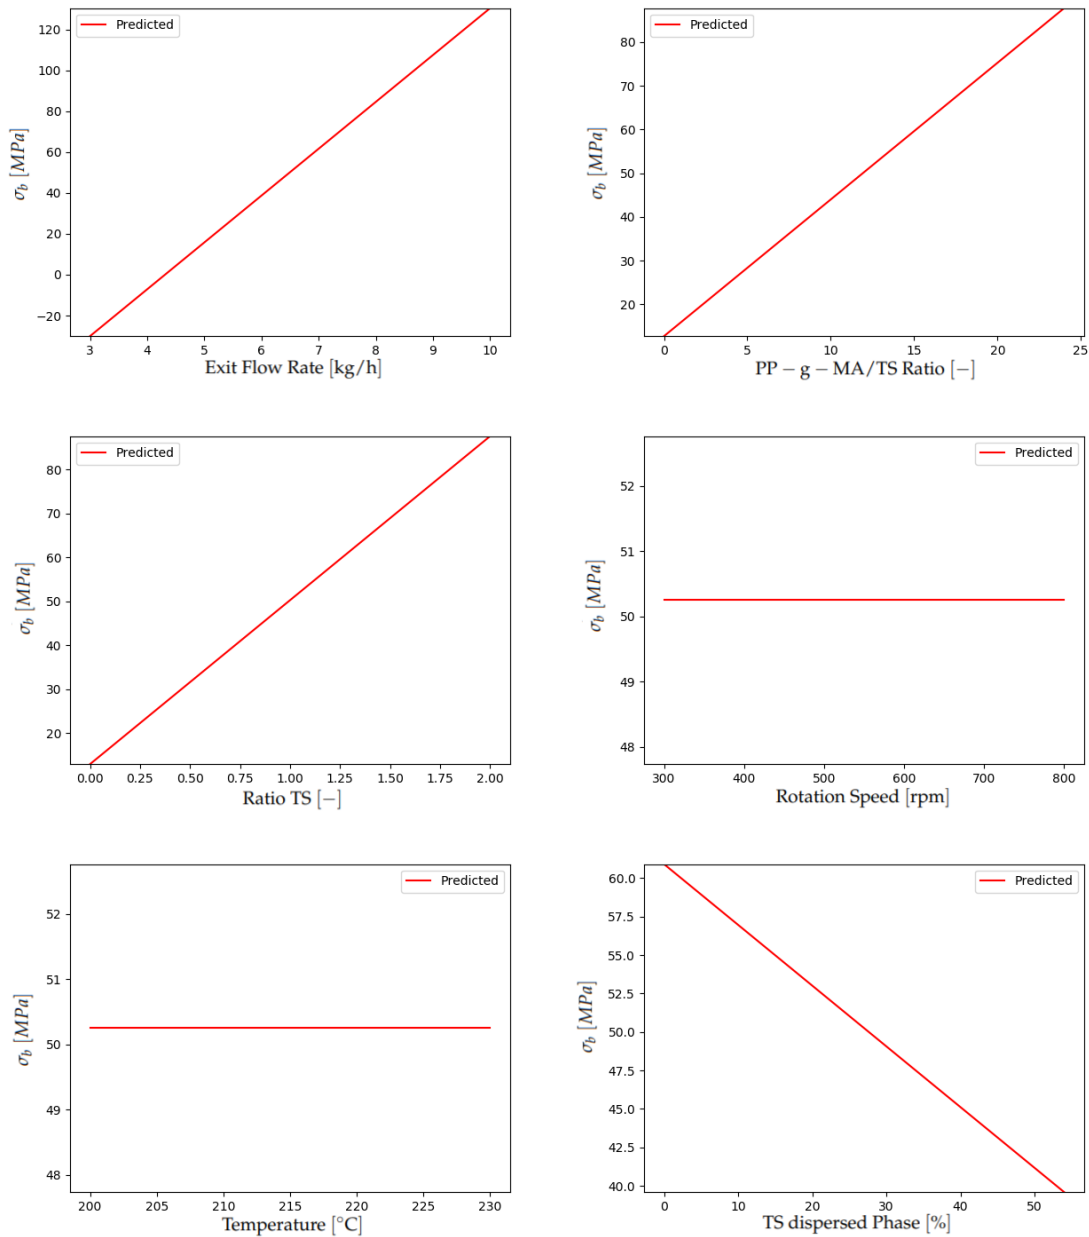 Predicted
120
100
80
60
40
20
0
−20
σb [MPa]
3 4 5 6 7 8 9 10
Exit Flow Rate [kg/h]
Predicted
80
70
60
50
40
30
20
σb [MPa]
0 5 10 15 20 25
PP − g − MA/TS Ratio [−]
Predicted
80
70
60
50
40
30
20
σb [MPa]
0.00 0.25 0.50 0.75 1.00 1.25 1.50 1.75 2.00
Ratio TS [−]
Predicted
52
51
50
49
48
σb [MPa]
300 400 500 600 700 800
Rotation Speed [rpm]
Predicted
52
51
50
49
48
σb [MPa]
200 205 210 215 220 225 230
Temperature [°C]
Predicted
60.0
57.5
55.0
52.5
50.0
47.5
45.0
42.5
40.0
σb [MPa]
0 10 20 30 40 50
TS dispersed Phase [%]